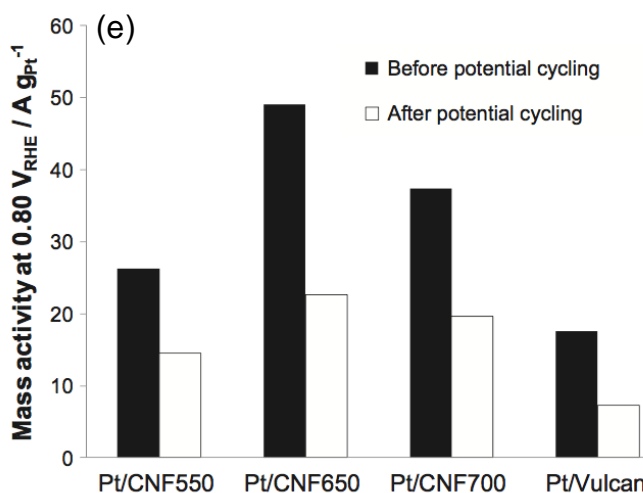 (e)
Mass activity at 0.80 V_RHE / A g_Pt^-1
60
50
40
30
20
10
0
Before potential cycling
After potential cycling
Pt/CNF550 Pt/CNF650 Pt/CNF700 Pt/Vulcan